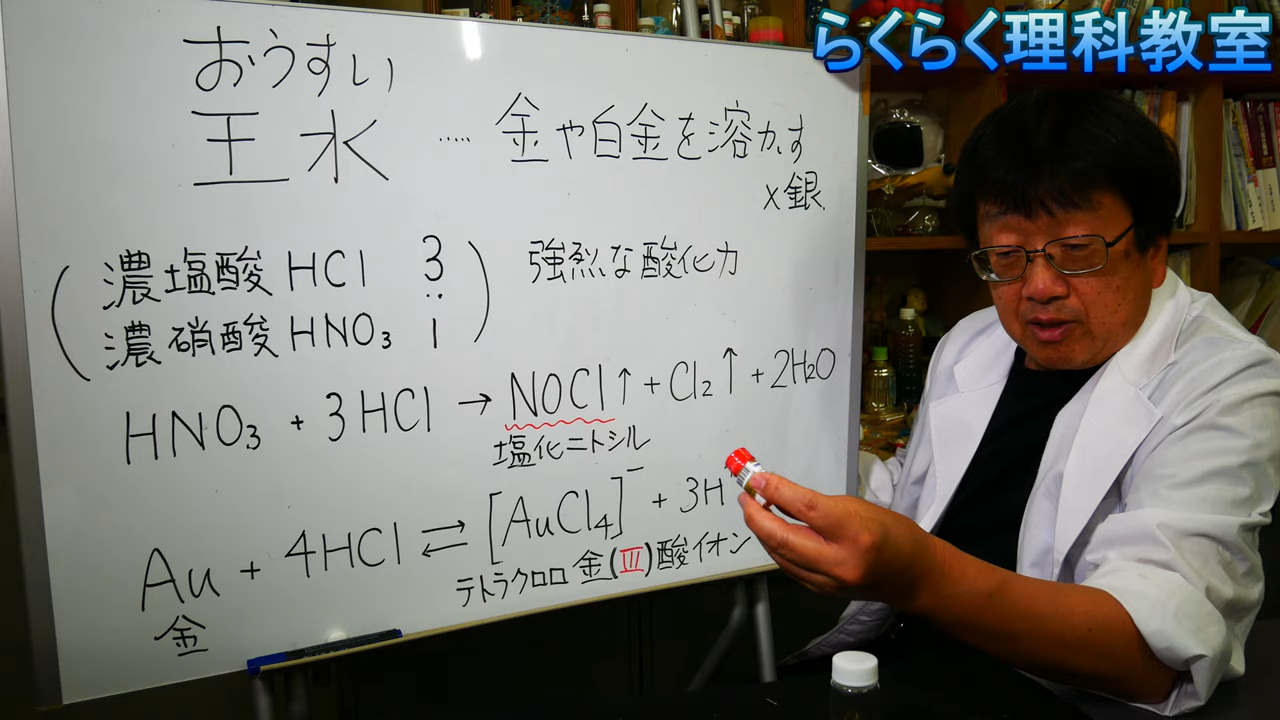 らくらく理科教室
おうすい
王水 ‥‥‥ 金や白金を溶かす
×銀
濃塩酸 HCl 3
:
濃硝酸 HNO₃ 1
強烈な酸化力
HNO₃ + 3HCl → NOCl↑ + Cl₂↑ + 2H₂O
塩化ニトシル
Au + 4HCl ⇄ [AuCl₄]⁻ + 3H
金
テトラクロロ金(III)酸イオン